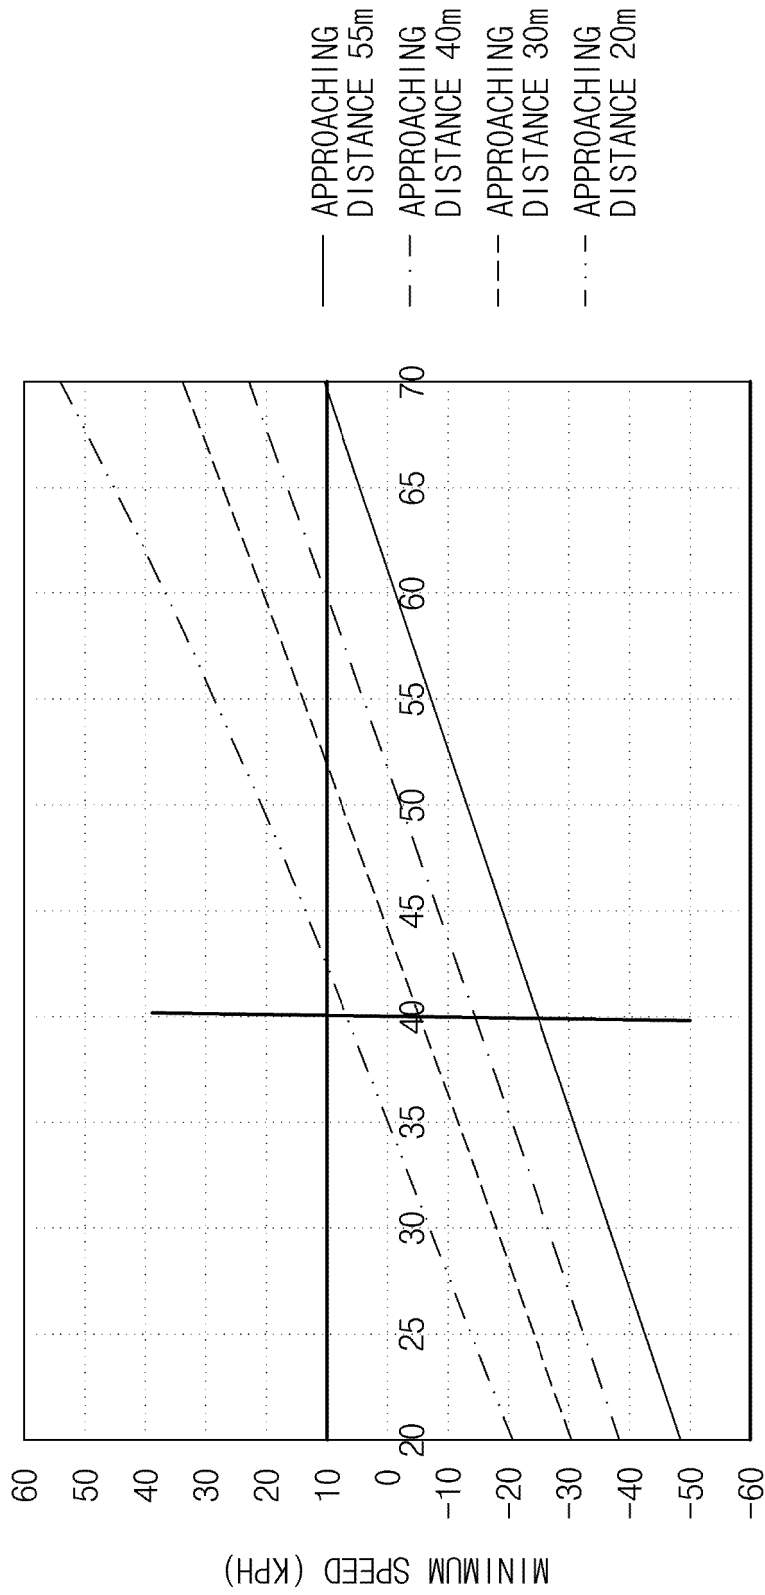 MINIMUM SPEED (KPH)
60
50
40
30
20
10
0
-10
-20
-30
-40
-50
-60
20
25
30
35
40
45
50
55
60
65
70
APPROACHING
DISTANCE 55m
APPROACHING
DISTANCE 40m
APPROACHING
DISTANCE 30m
APPROACHING
DISTANCE 20m